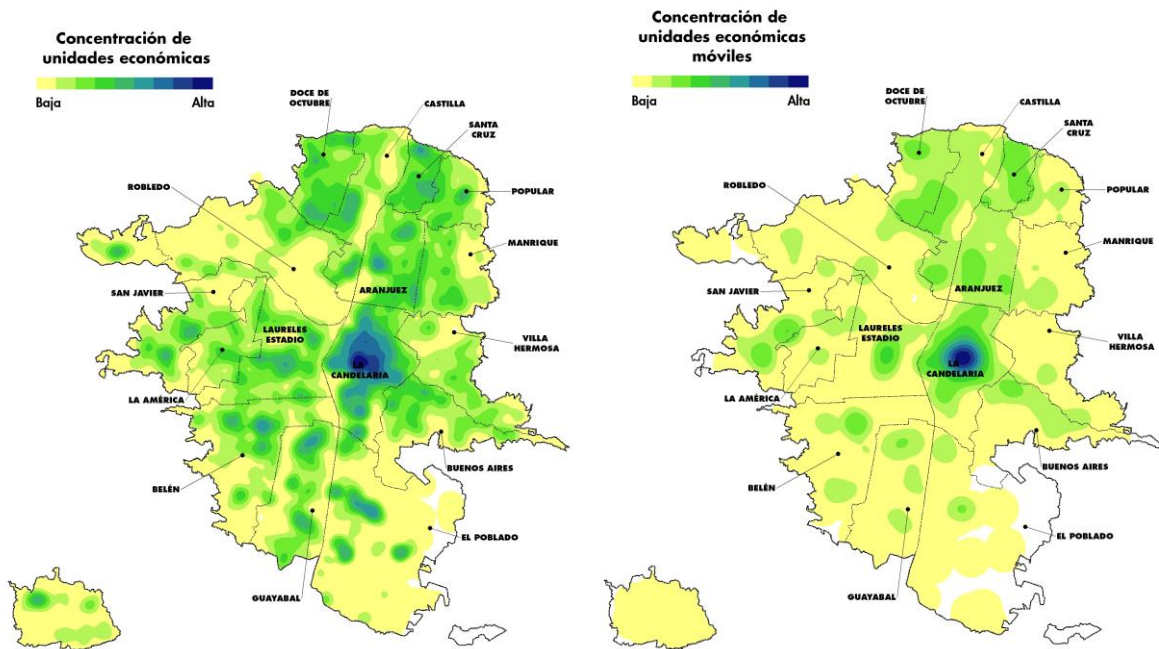 Concentración de
unidades económicas
Baja Alta
DOCE DE
OCTUBRE
CASTILLA
SANTA
CRUZ
ROBLEDO
POPULAR
MANRIQUE
SAN JAVIER
ARANJUEZ
LAURELES
ESTADIO
VILLA
HERMOSA
LA
CANDELARIA
LA AMÉRICA
BUENOS AIRES
BELÉN
EL POBLADO
GUAYABAL
Concentración de
unidades económicas
móviles
Baja Alta
DOCE DE
OCTUBRE
CASTILLA
SANTA
CRUZ
ROBLEDO
POPULAR
MANRIQUE
SAN JAVIER
ARANJUEZ
LAURELES
ESTADIO
VILLA
HERMOSA
LA
CANDELARIA
LA AMÉRICA
BUENOS AIRES
BELÉN
EL POBLADO
GUAYABAL